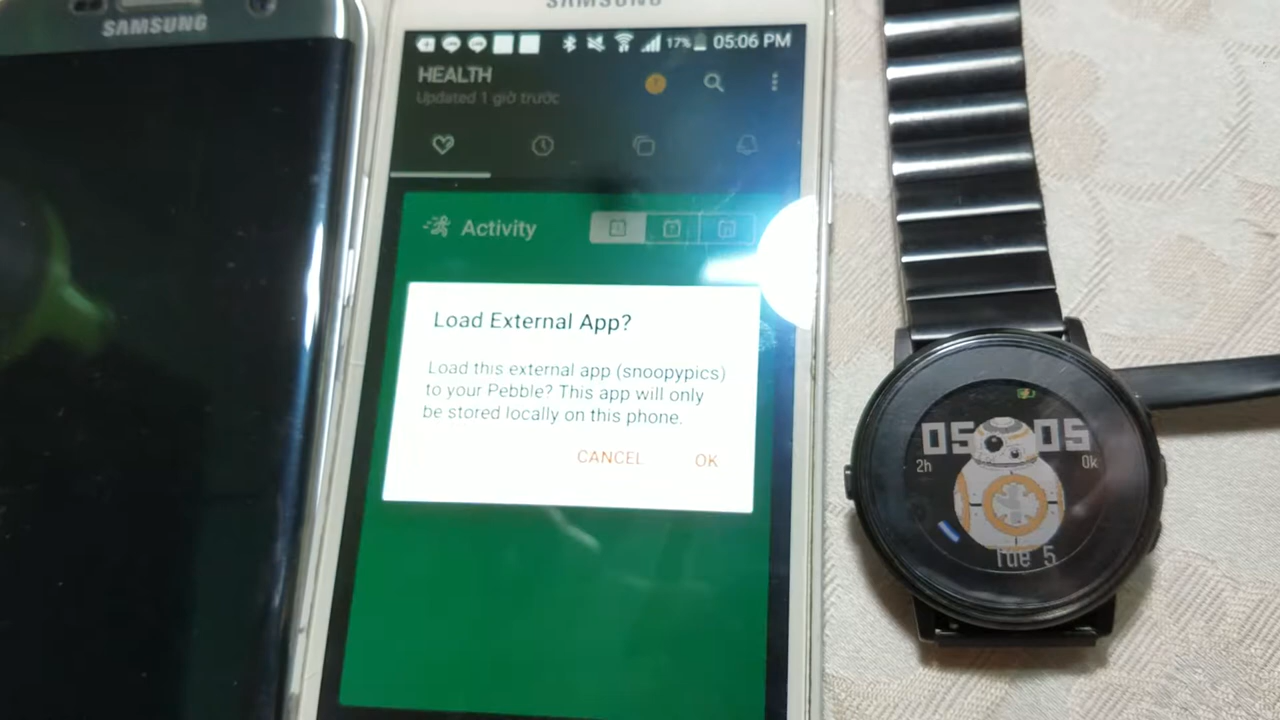 SAMSUNG
SAMSUNG
17% 05:06 PM
HEALTH
Updated 1 giờ trước
Activity
Load External App?
Load this external app (snoopypics)
to your Pebble? This app will only
be stored locally on this phone.
CANCEL OK
05 05
2h 0k
Tue 5